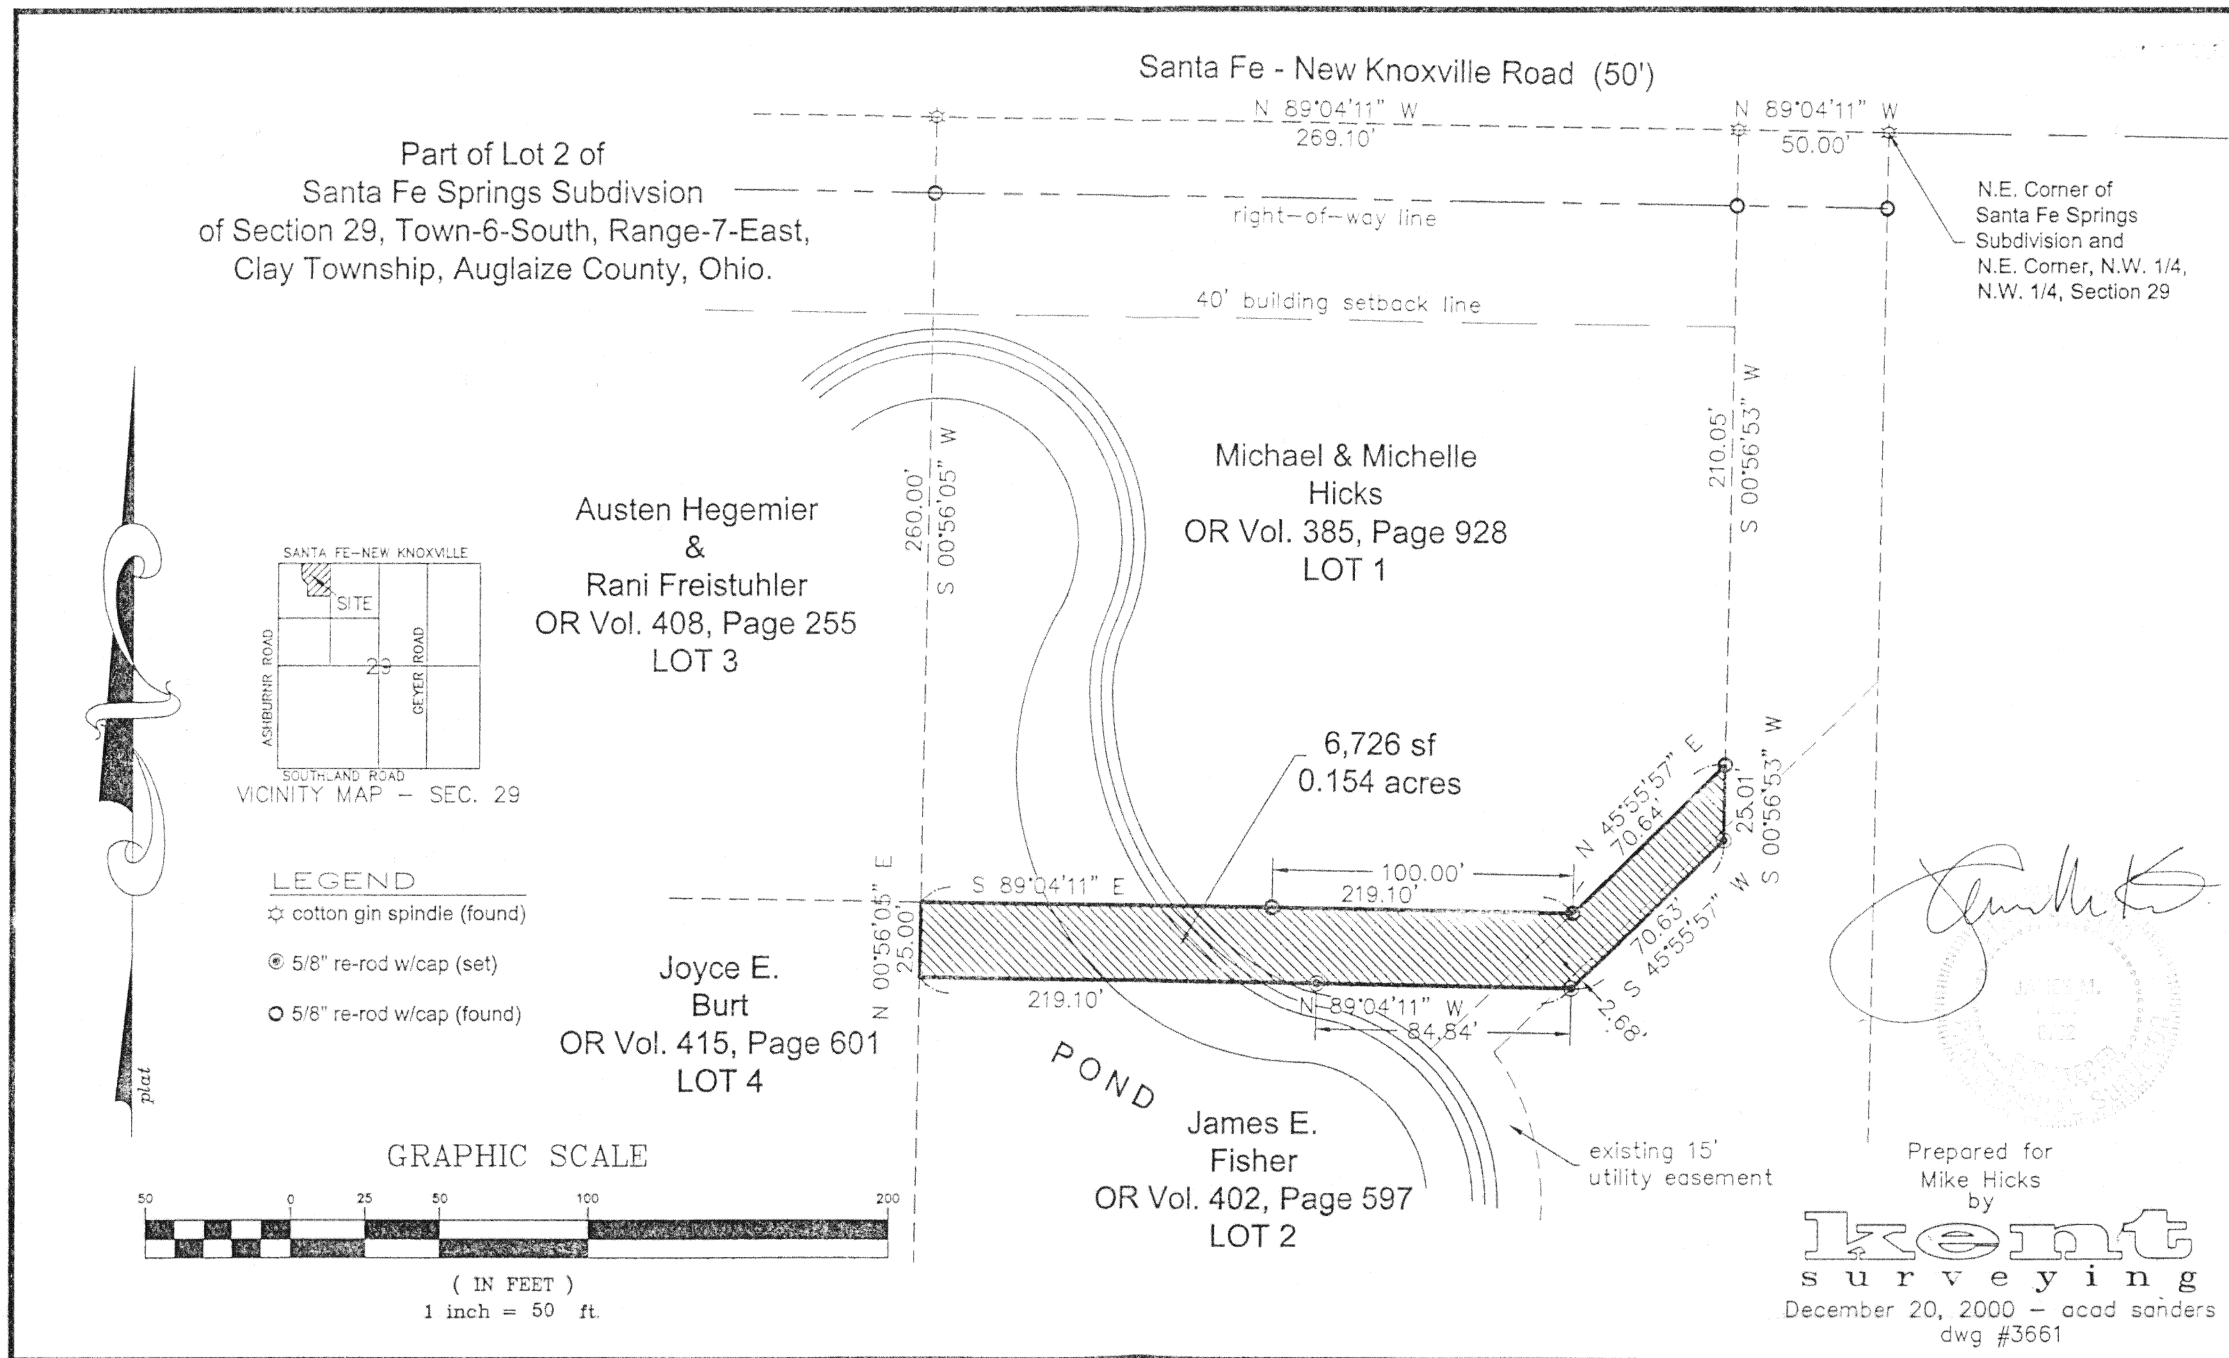 Santa Fe - New Knoxville Road (50')
N 89°04'11" W
269.10'
N 89°04'11" W
50.00'
Part of Lot 2 of
Santa Fe Springs Subdivsion
of Section 29, Town-6-South, Range-7-East,
Clay Township, Auglaize County, Ohio.
right-of-way line
N.E. Corner of
Santa Fe Springs
Subdivision and
N.E. Corner, N.W. 1/4,
N.W. 1/4, Section 29
40' building setback line
260.00'
S 00°56'05" W
210.05'
S 00°56'53" W
Michael & Michelle
Hicks
OR Vol. 385, Page 928
LOT 1
Austen Hegemier
&
Rani Freistuhler
OR Vol. 408, Page 255
LOT 3
SANTA FE-NEW KNOXVILLE
SITE
29
ASHBURNR ROAD
GEYER ROAD
SOUTHLAND ROAD
VICINITY MAP - SEC. 29
6,726 sf
0.154 acres
N 45°55'57" E
70.64'
25.01'
S 00°56'53" W
100.00'
219.10'
S 89°04'11" E
N 00°56'05" E
25.00'
70.63'
S 45°55'57" W
2.68'
219.10'
N 89°04'11" W
84.84'
LEGEND
cotton gin spindle (found)
5/8" re-rod w/cap (set)
5/8" re-rod w/cap (found)
Joyce E.
Burt
OR Vol. 415, Page 601
LOT 4
POND
James E.
Fisher
OR Vol. 402, Page 597
LOT 2
existing 15'
utility easement
plat
GRAPHIC SCALE
50 0 25 50 100 200
( IN FEET )
1 inch = 50 ft.
Prepared for
Mike Hicks
by
kent
surveying
December 20, 2000 - acad sanders
dwg #3661